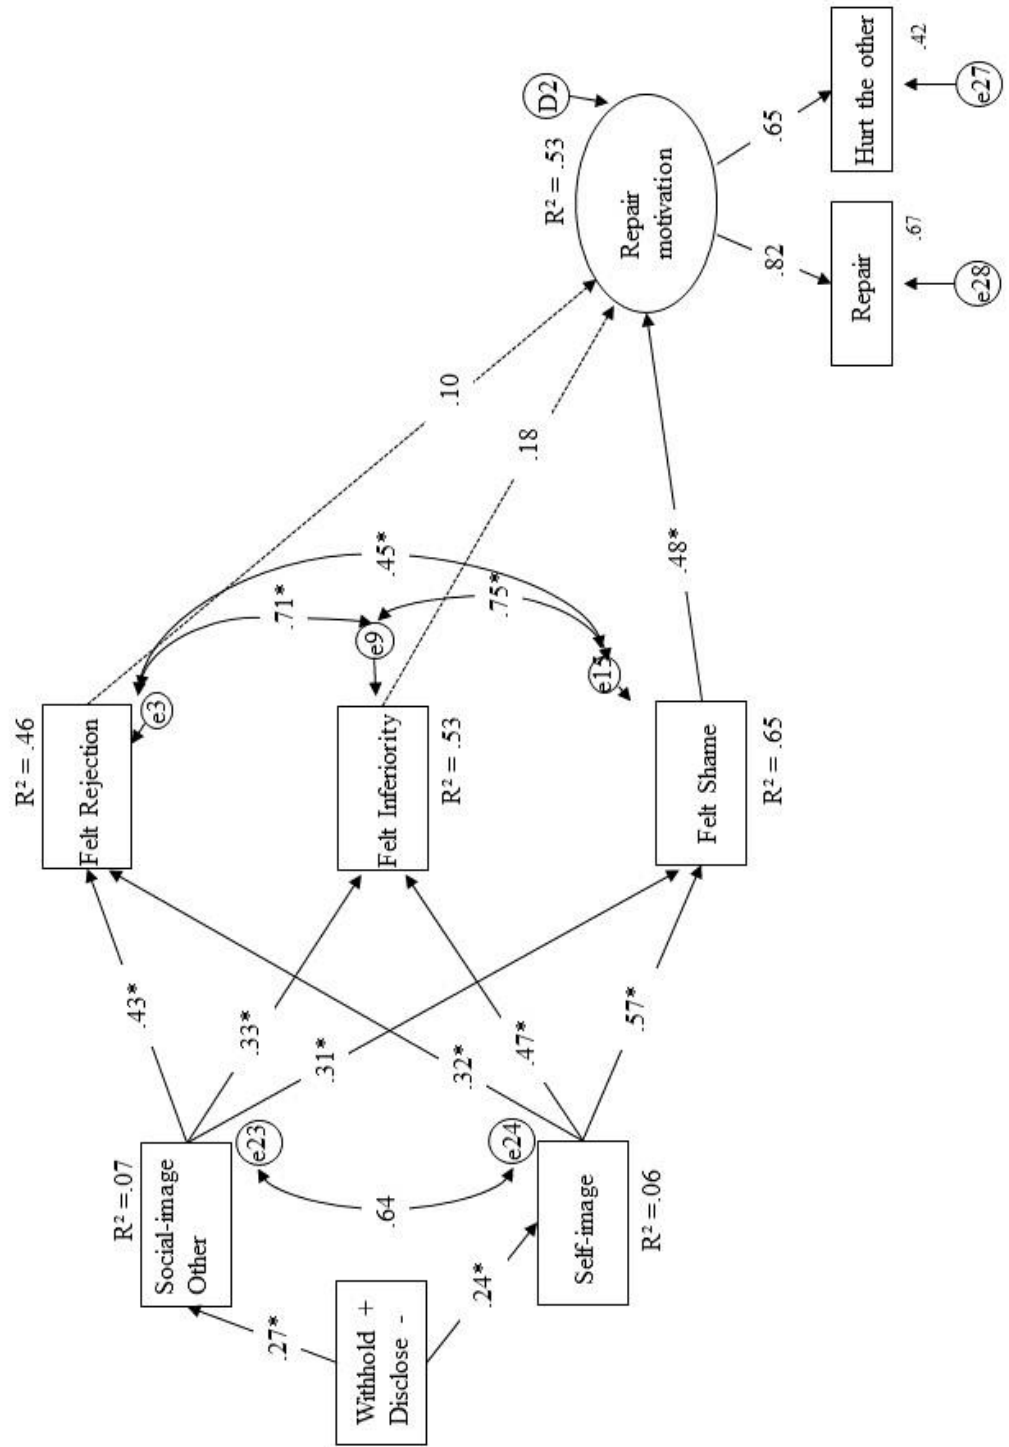 Withhold +
Disclose -
.27*
.24*
R² =.07
Social-image
Other
e23
.64
e24
Self-image
R² =.06
.43*
.33*
.31*
.32*
.47*
.57*
R² = .46
Felt Rejection
e3
Felt Inferiority
R² = .53
e9
Felt Shame
R² = .65
e15
.71*
.45*
.75*
.10
.18
.48*
R² = .53
D2
Repair
motivation
.65
.82
Hurt the other
.42
e27
Repair
.67
e28